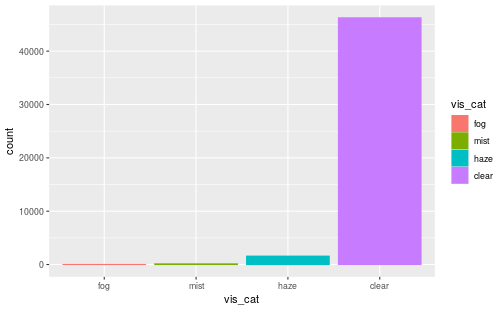 count
40000
30000
20000
10000
0
fog
mist
haze
clear
vis_cat
vis_cat
fog
mist
haze
clear